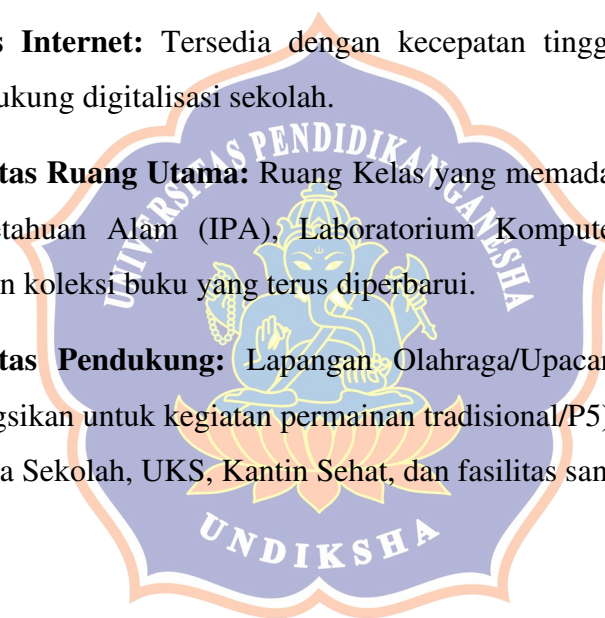 s Internet: Tersedia dengan kecepatan tingg
ukung digitalisasi sekolah.
tas Ruang Utama: Ruang Kelas yang memada
etahuan Alam (IPA), Laboratorium Kompute
n koleksi buku yang terus diperbarui.
tas Pendukung: Lapangan Olahraga/Upacar
gsikan untuk kegiatan permainan tradisional/P5)
a Sekolah, UKS, Kantin Sehat, dan fasilitas san
UNIVERSITAS PENDIDIKAN GANESHA
UNDIKSHA